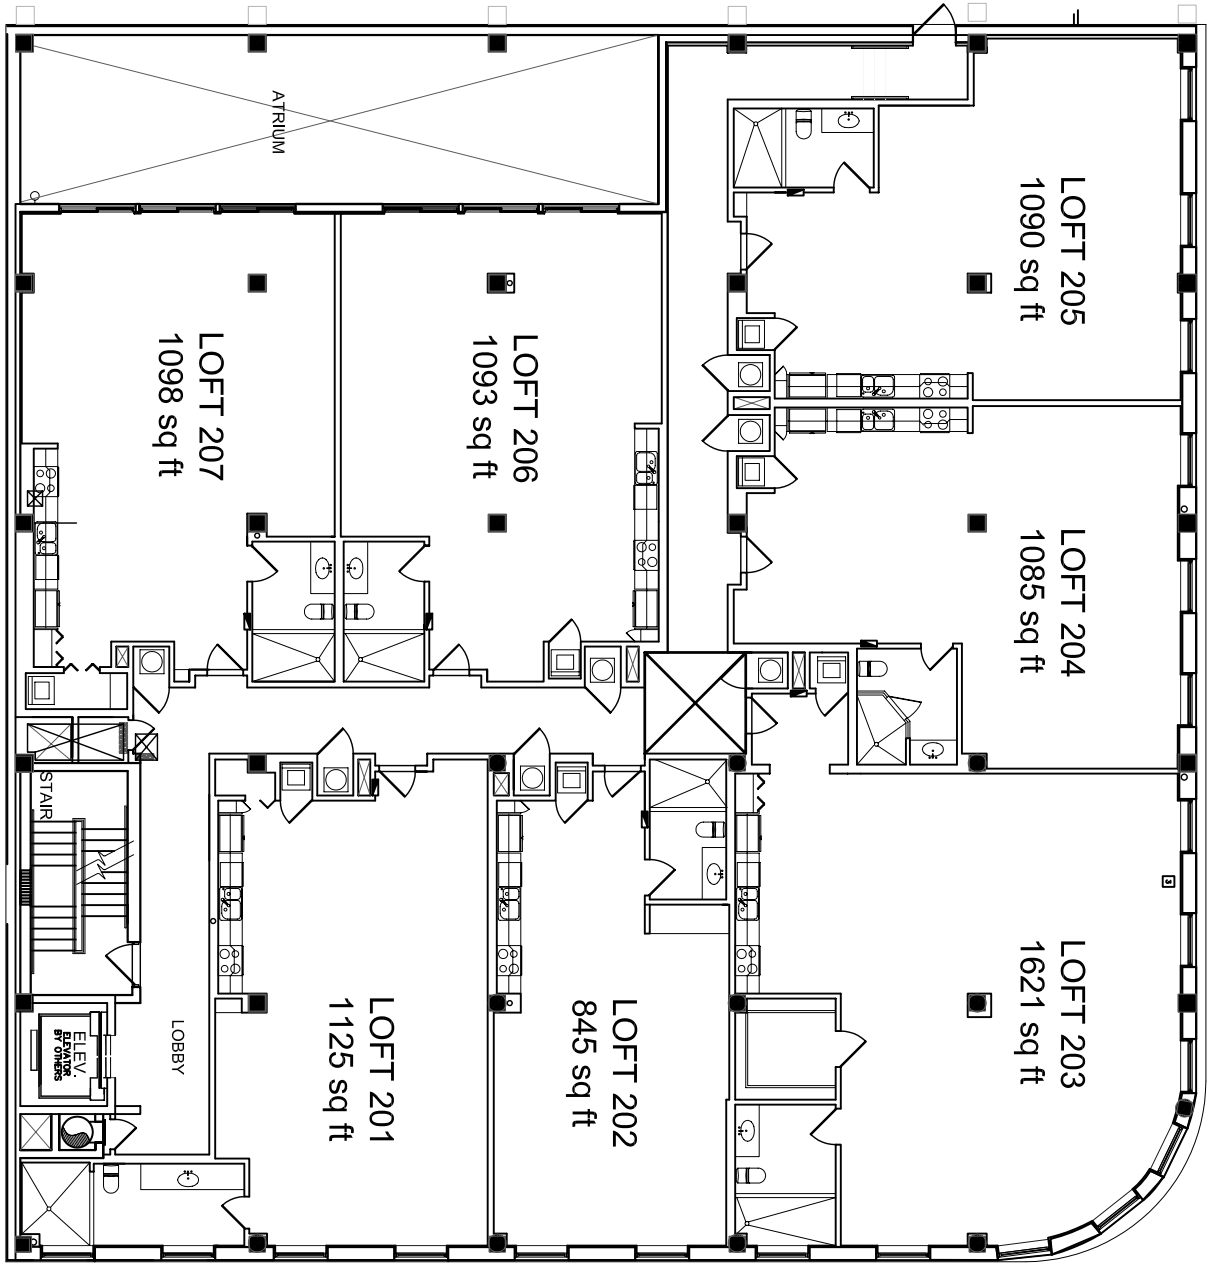 ATRIUM
LOFT 205
1090 sq ft
LOFT 207
1098 sq ft
LOFT 206
1093 sq ft
LOFT 204
1085 sq ft
STAIR
LOFT 203
1621 sq ft
LOFT 201
1125 sq ft
LOFT 202
845 sq ft
LOBBY
ELEV.
ELEVATOR
BY OTHERS
3